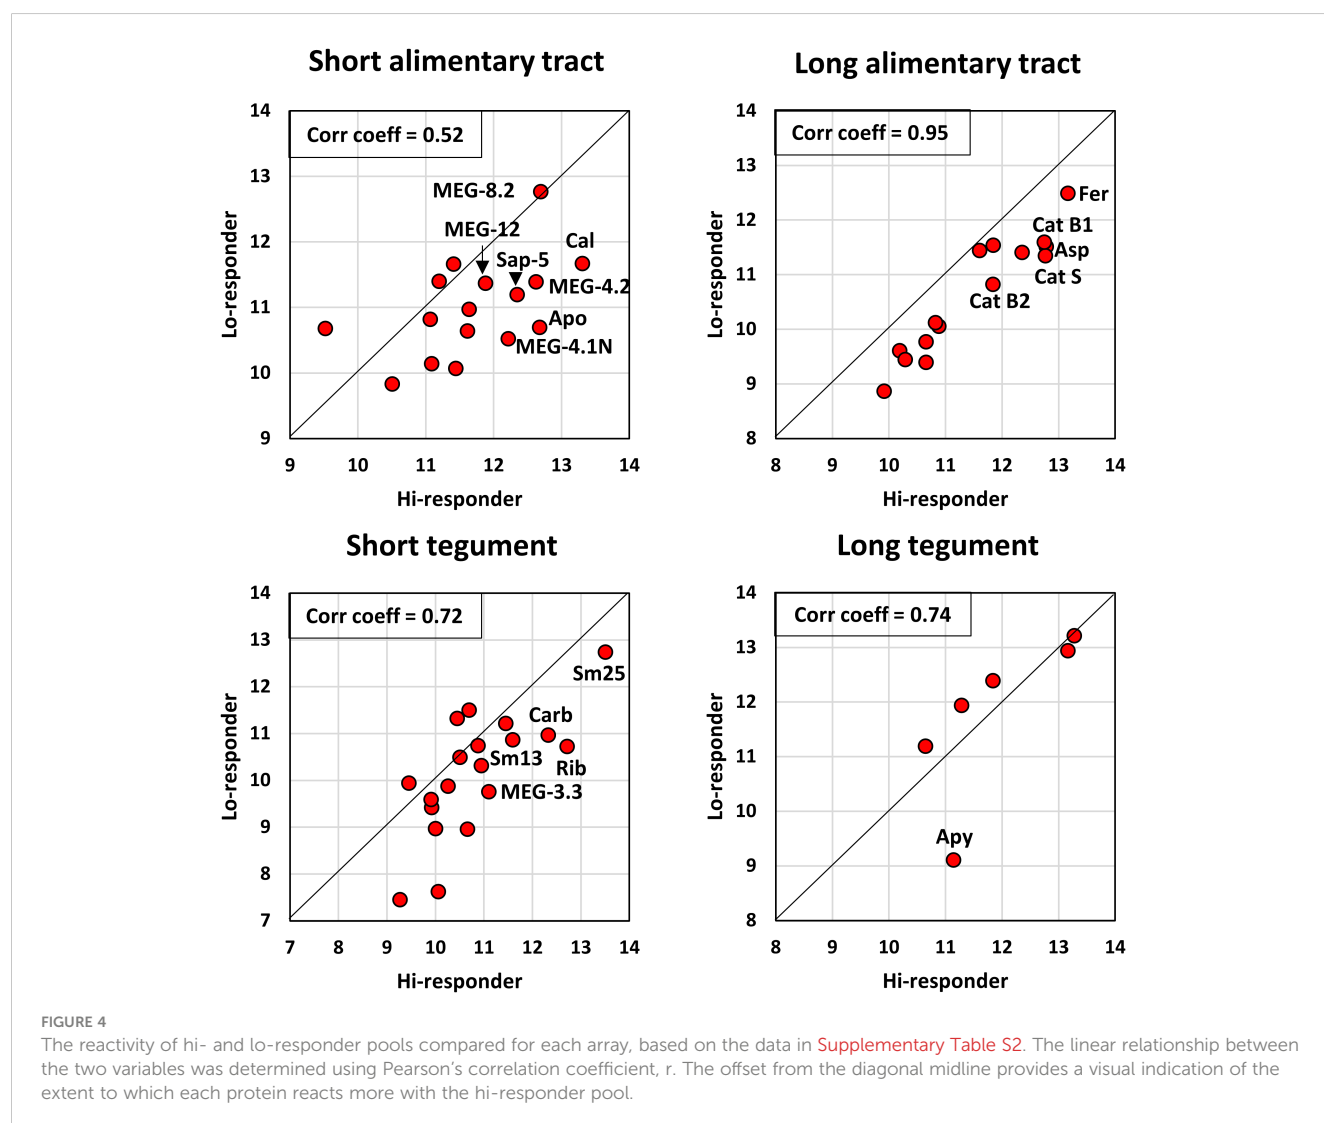 Short alimentary tract
Corr coeff = 0.52
14
13
12
11
10
9
9 10 11 12 13 14
Lo-responder
Hi-responder
MEG-8.2
MEG-12
Cal
Sap-5
MEG-4.2
Apo
MEG-4.1N
Long alimentary tract
Corr coeff = 0.95
14
13
12
11
10
9
8
8 9 10 11 12 13 14
Lo-responder
Hi-responder
Fer
Cat B1
Asp
Cat S
Cat B2
Short tegument
Corr coeff = 0.72
14
13
12
11
10
9
8
7
7 8 9 10 11 12 13 14
Lo-responder
Hi-responder
Sm25
Carb
Sm13
Rib
MEG-3.3
Long tegument
Corr coeff = 0.74
14
13
12
11
10
9
8
8 9 10 11 12 13 14
Lo-responder
Hi-responder
Apy
FIGURE 4
The reactivity of hi- and lo-responder pools compared for each array, based on the data in Supplementary Table S2. The linear relationship between
the two variables was determined using Pearson's correlation coefficient, r. The offset from the diagonal midline provides a visual indication of the
extent to which each protein reacts more with the hi-responder pool.